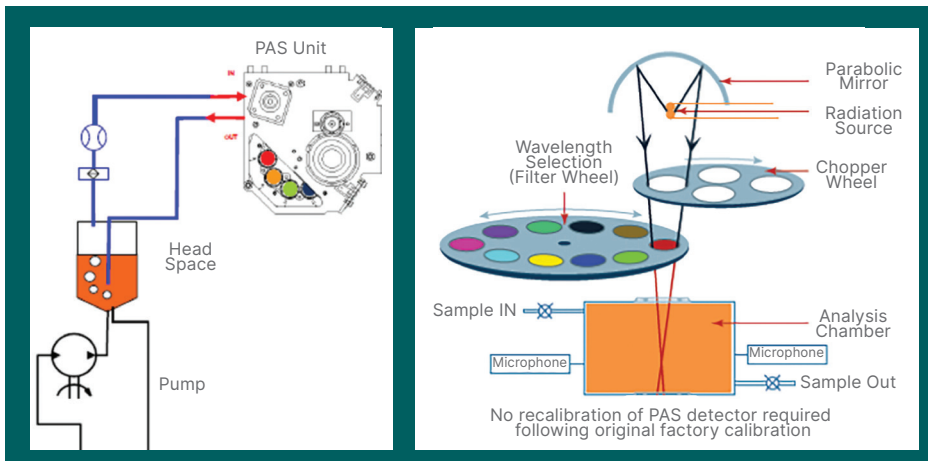 PAS Unit
IN
OUT
Head
Space
Pump
Parabolic
Mirror
Radiation
Source
Wavelength
Selection
(Filter Wheel)
Chopper
Wheel
Sample IN
Analysis
Chamber
Microphone
Microphone
Sample Out
No recalibration of PAS detector required
following original factory calibration